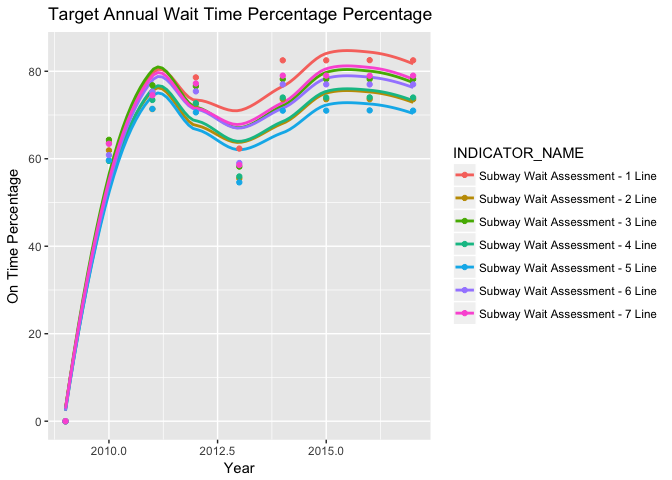 Target Annual Wait Time Percentage Percentage
On Time Percentage
80
60
40
20
0
2010.0
2012.5
2015.0
Year
INDICATOR_NAME
Subway Wait Assessment - 1 Line
Subway Wait Assessment - 2 Line
Subway Wait Assessment - 3 Line
Subway Wait Assessment - 4 Line
Subway Wait Assessment - 5 Line
Subway Wait Assessment - 6 Line
Subway Wait Assessment - 7 Line